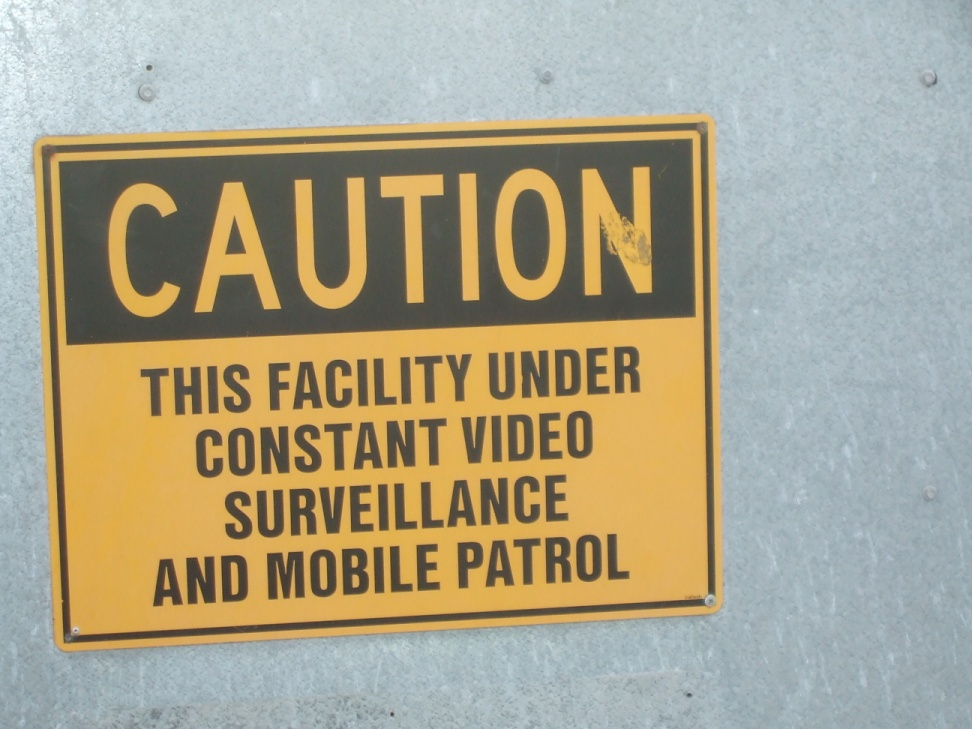 CAUTION
THIS FACILITY UNDER
CONSTANT VIDEO
SURVEILLANCE
AND MOBILE PATROL